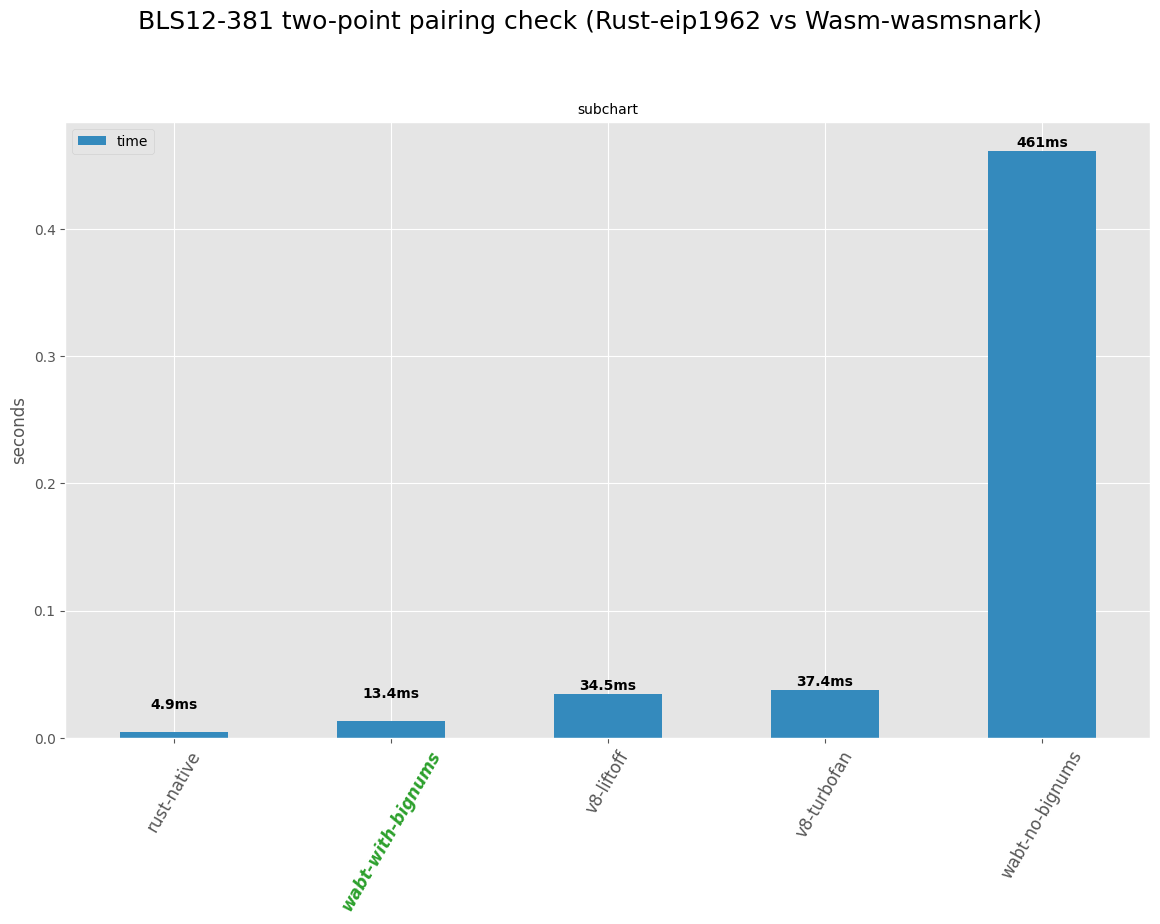 BLS12-381 two-point pairing check (Rust-eip1962 vs Wasm-wasmsnark)
subchart
time
461ms
0.4
0.3
seconds
0.2
0.1
37.4ms
34.5ms
13.4ms
4.9ms
0.0
rust-native
wabt-with-bignums
v8-liftoff
v8-turbofan
wabt-no-bignums